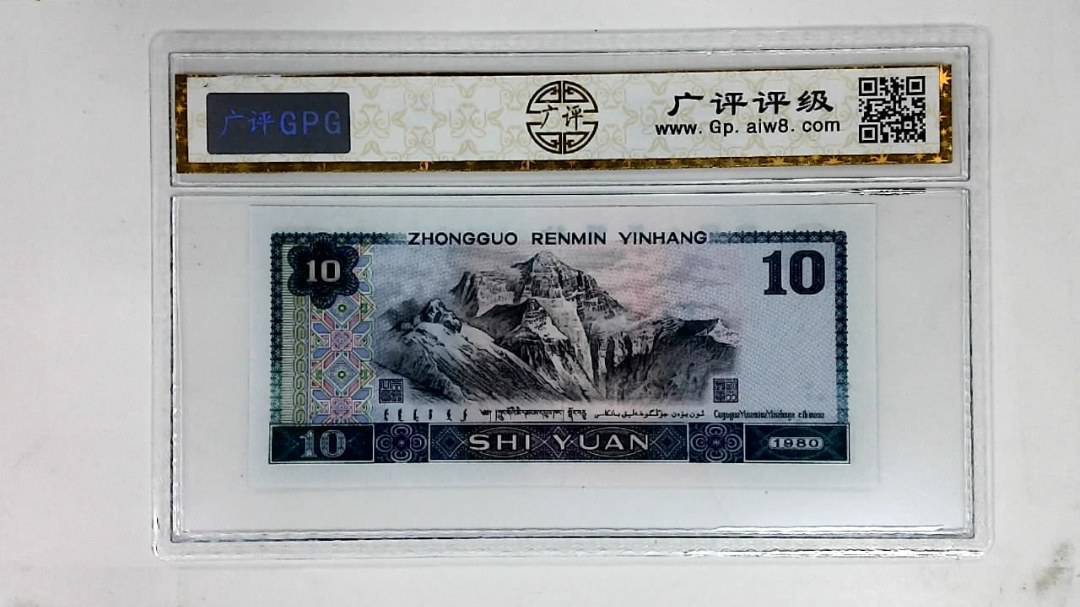 广评GPG
广评
广评评级
www.Gp.aiw8.com
ZHONGGUO RENMIN YINHANG
10
10
10
SHI YUAN
1980